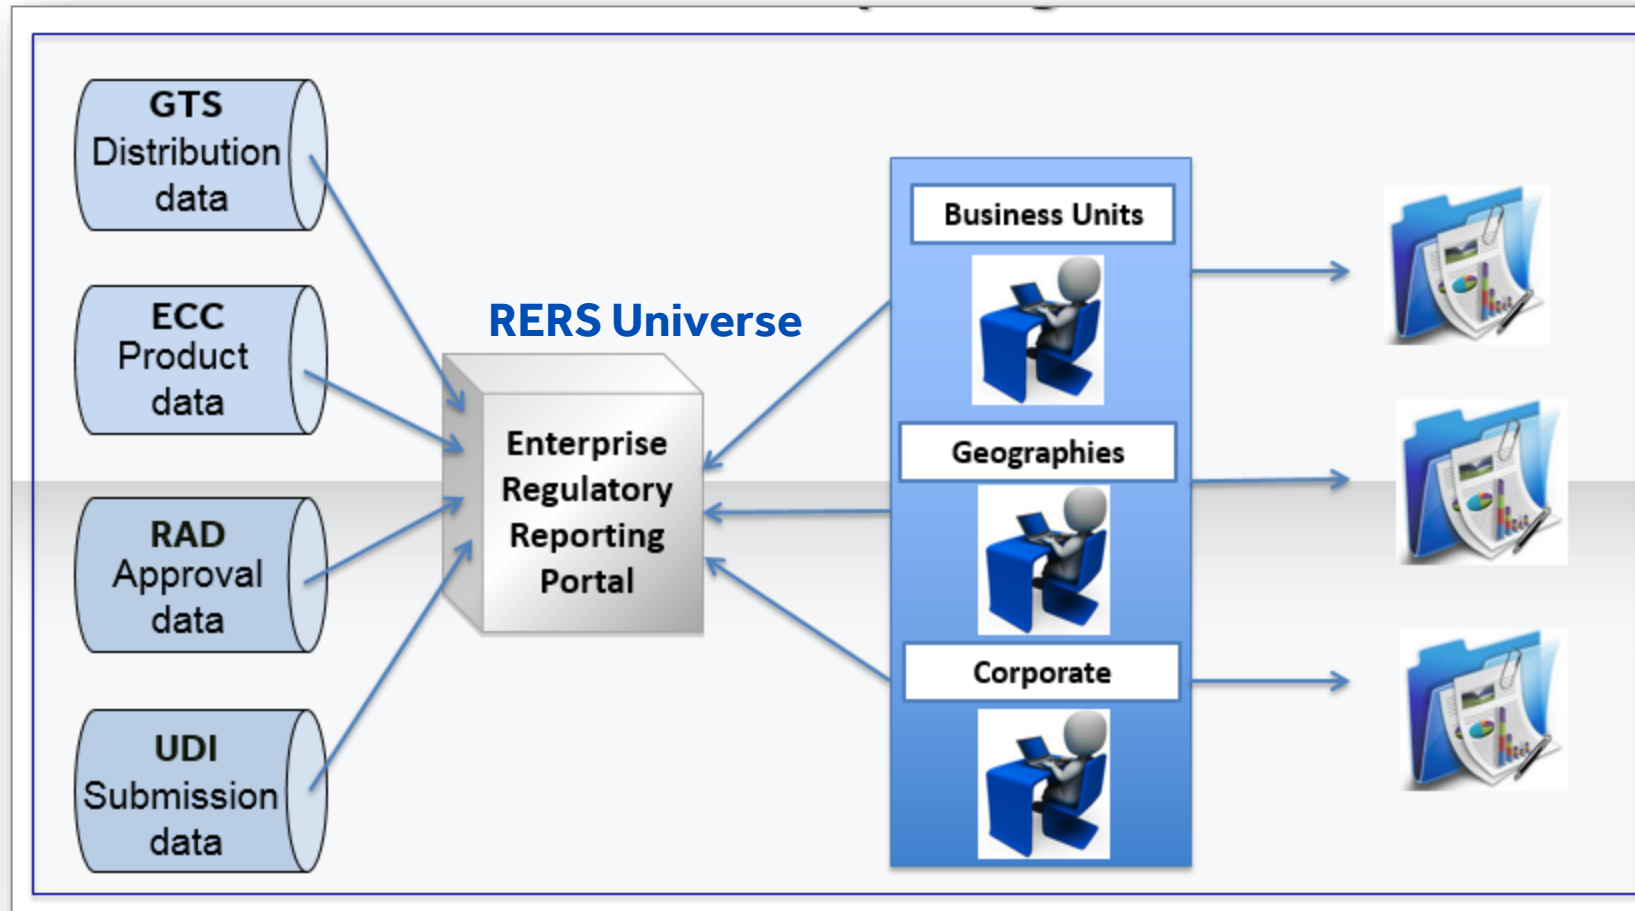 GTS
Distribution
data
ECC
Product
data
RAD
Approval
data
UDI
Submission
data
RERS Universe
Enterprise
Regulatory
Reporting
Portal
Business Units
Geographies
Corporate